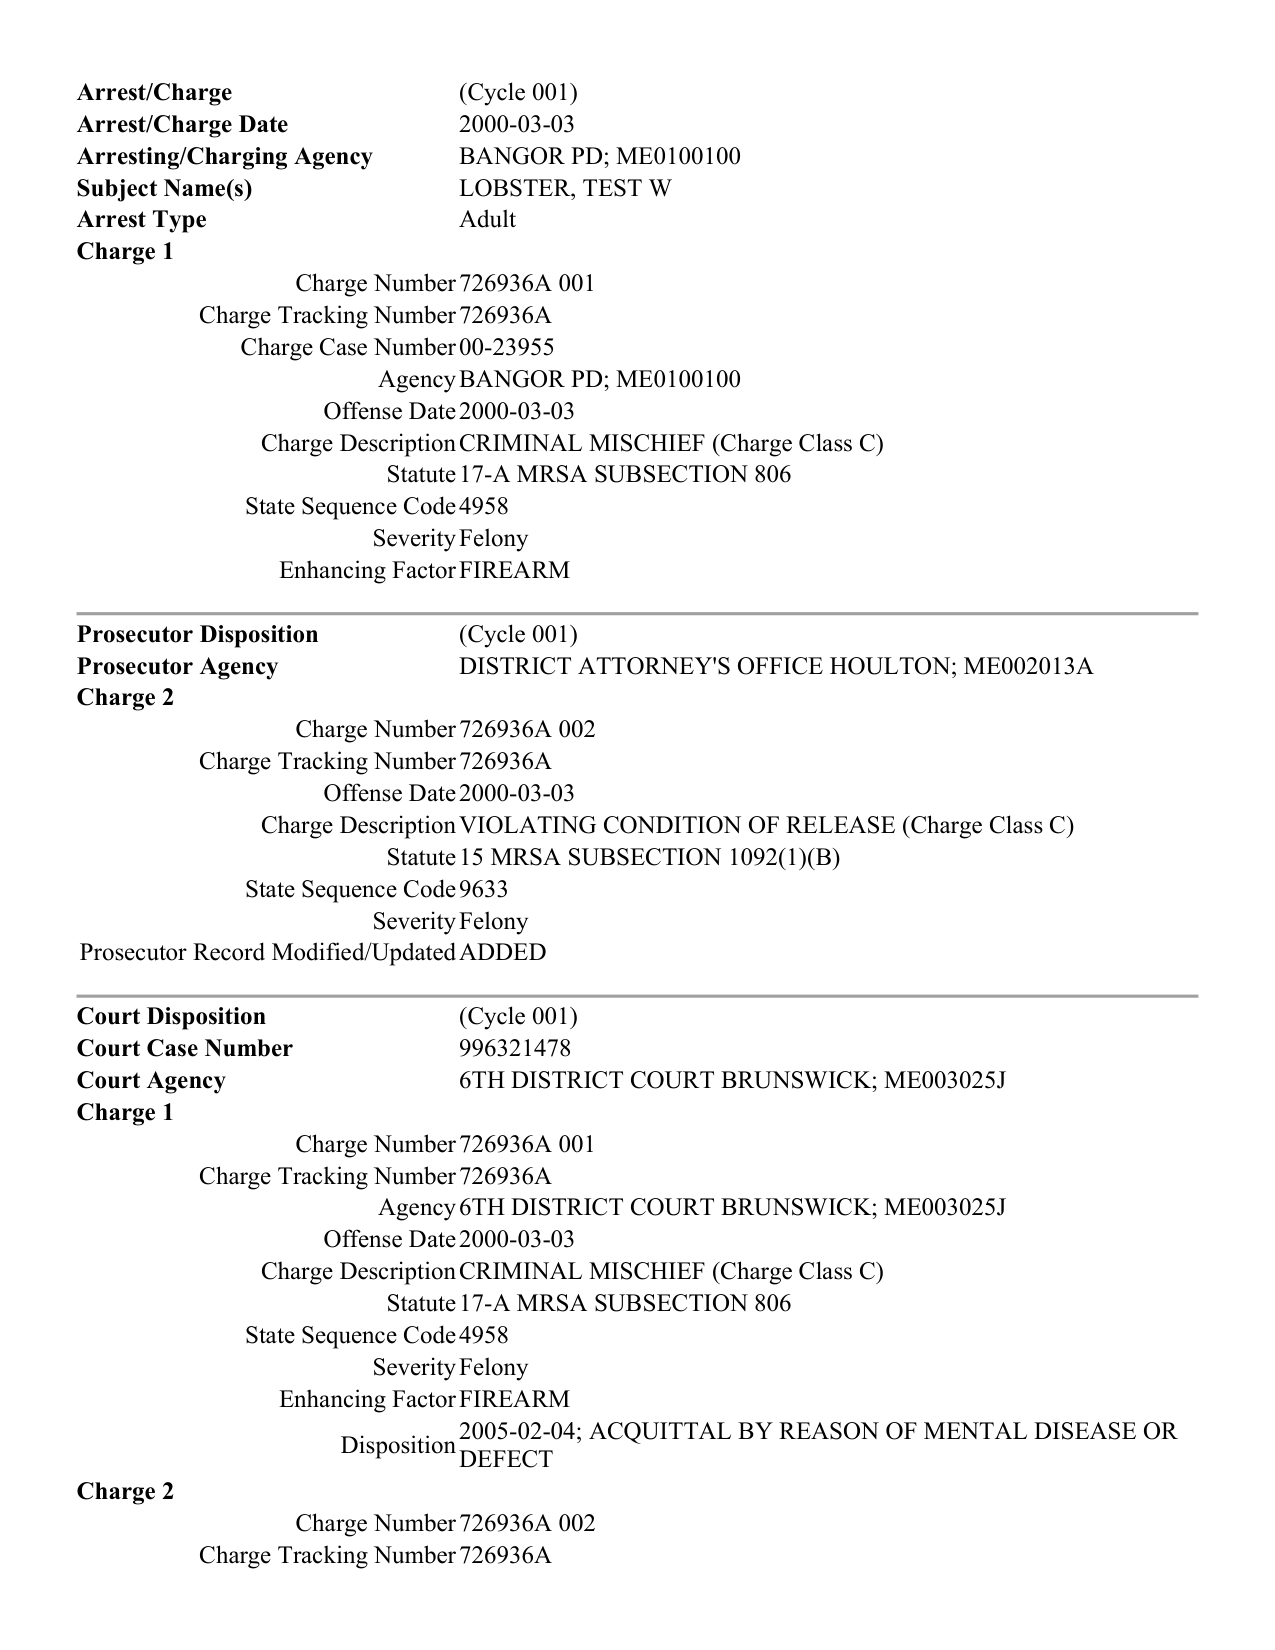 Arrest/Charge (Cycle 001)
Arrest/Charge Date 2000-03-03
Arresting/Charging Agency BANGOR PD; ME0100100
Subject Name(s) LOBSTER, TEST W
Arrest Type Adult
Charge 1
Charge Number 726936A 001
Charge Tracking Number 726936A
Charge Case Number 00-23955
Agency BANGOR PD; ME0100100
Offense Date 2000-03-03
Charge Description CRIMINAL MISCHIEF (Charge Class C)
Statute 17-A MRSA SUBSECTION 806
State Sequence Code 4958
Severity Felony
Enhancing Factor FIREARM
Prosecutor Disposition (Cycle 001)
Prosecutor Agency DISTRICT ATTORNEY'S OFFICE HOULTON; ME002013A
Charge 2
Charge Number 726936A 002
Charge Tracking Number 726936A
Offense Date 2000-03-03
Charge Description VIOLATING CONDITION OF RELEASE (Charge Class C)
Statute 15 MRSA SUBSECTION 1092(1)(B)
State Sequence Code 9633
Severity Felony
Prosecutor Record Modified/Updated ADDED
Court Disposition (Cycle 001)
Court Case Number 996321478
Court Agency 6TH DISTRICT COURT BRUNSWICK; ME003025J
Charge 1
Charge Number 726936A 001
Charge Tracking Number 726936A
Agency 6TH DISTRICT COURT BRUNSWICK; ME003025J
Offense Date 2000-03-03
Charge Description CRIMINAL MISCHIEF (Charge Class C)
Statute 17-A MRSA SUBSECTION 806
State Sequence Code 4958
Severity Felony
Enhancing Factor FIREARM
Disposition 2005-02-04; ACQUITTAL BY REASON OF MENTAL DISEASE OR
DEFECT
Charge 2
Charge Number 726936A 002
Charge Tracking Number 726936A